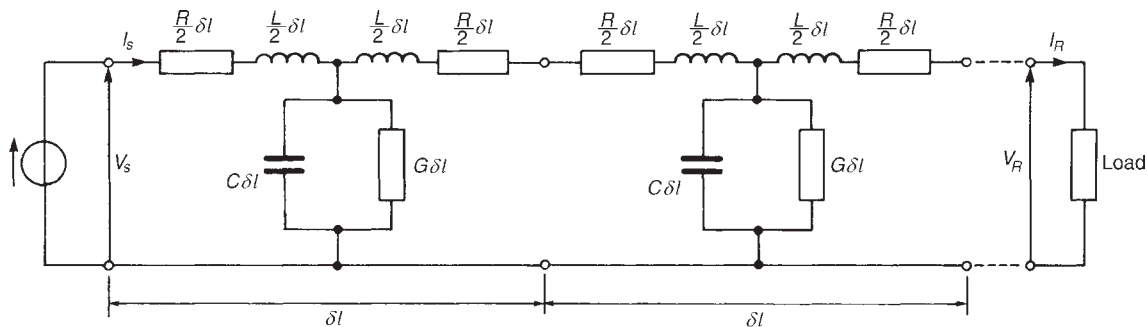 R/2 δl L/2 δl L/2 δl R/2 δl R/2 δl L/2 δl L/2 δl R/2 δl
I_s I_R
V_s Cδl Gδl Cδl Gδl V_R Load
δl δl